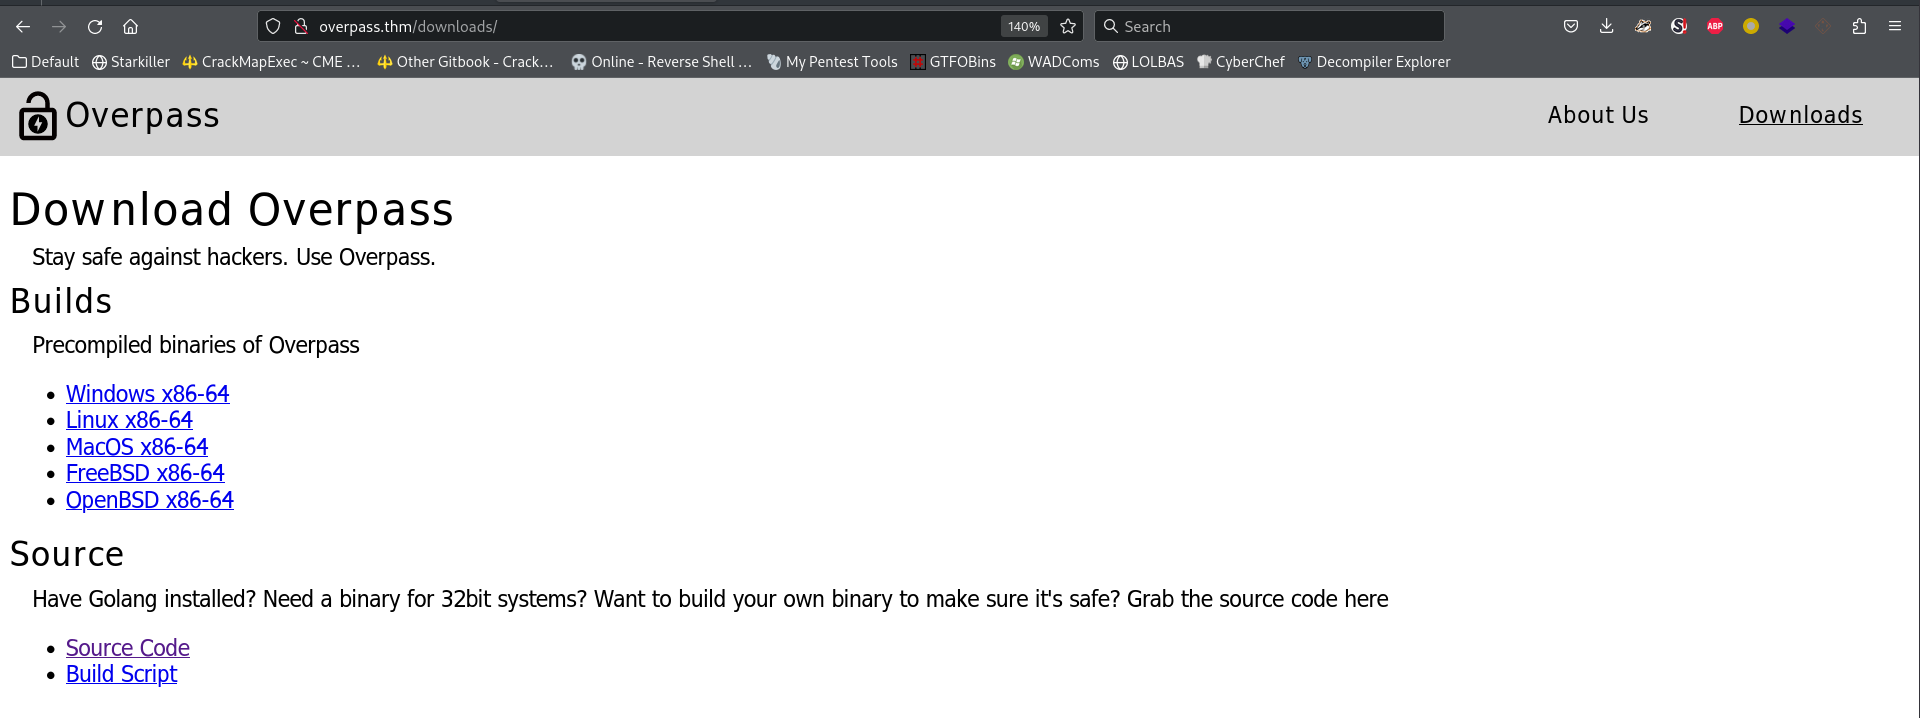 overpass.thm/downloads/ 140% Search ABP
Default Starkiller CrackMapExec ~ CME ... Other Gitbook - Crack... Online - Reverse Shell ... My Pentest Tools GTFOBins WADComs LOLBAS CyberChef Decompiler Explorer
Overpass About Us Downloads
Download Overpass
Stay safe against hackers. Use Overpass.
Builds
Precompiled binaries of Overpass
Windows x86-64
Linux x86-64
MacOS x86-64
FreeBSD x86-64
OpenBSD x86-64
Source
Have Golang installed? Need a binary for 32bit systems? Want to build your own binary to make sure it's safe? Grab the source code here
Source Code
Build Script